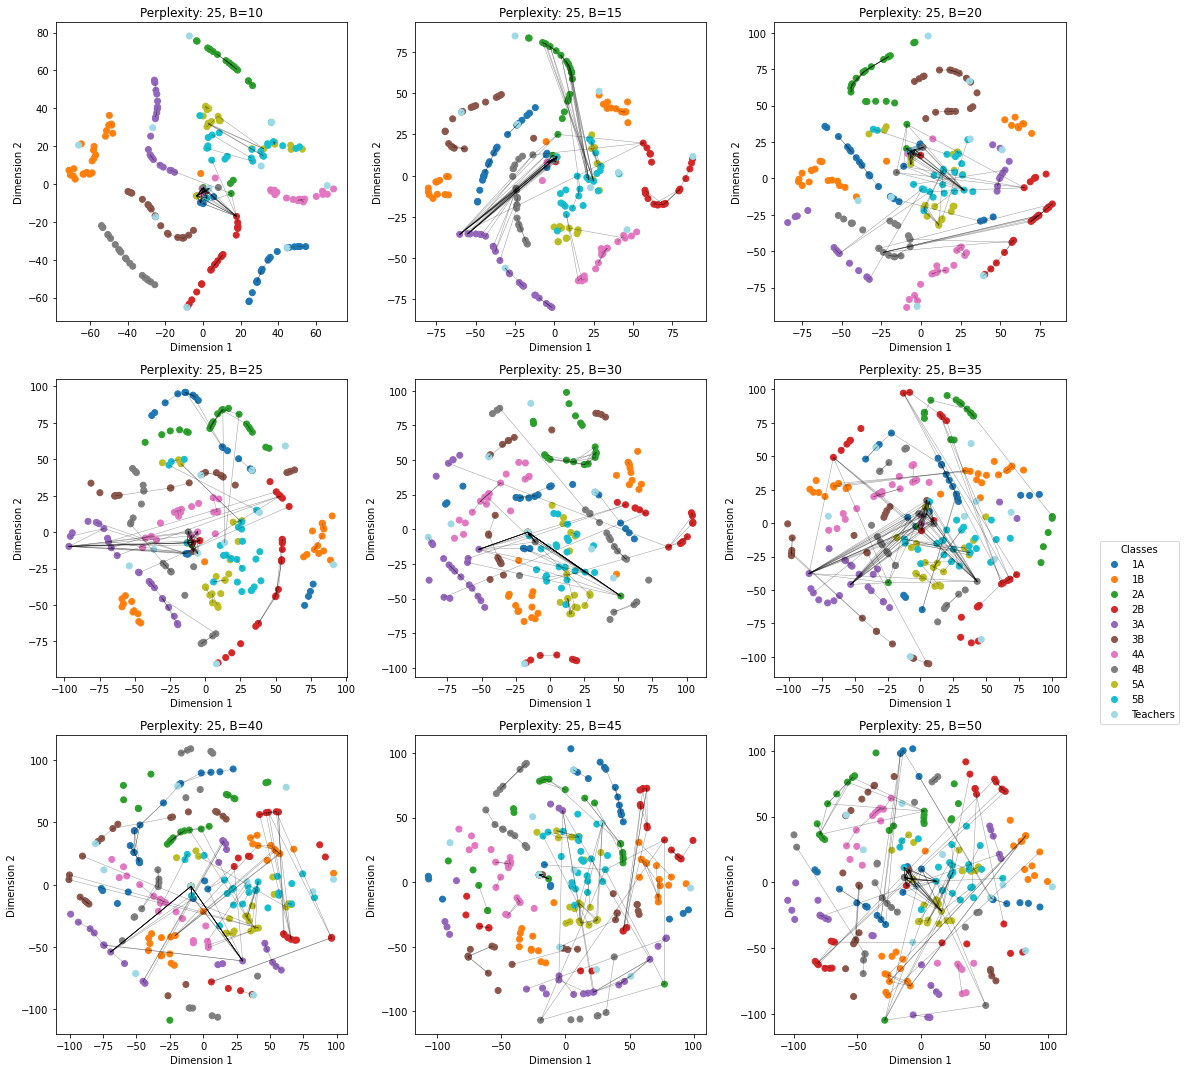 Perplexity: 25, B=10
Perplexity: 25, B=15
Perplexity: 25, B=20
80
60
40
20
0
−20
−40
−60
Dimension 2
−60 −40 −20 0 20 40 60
Dimension 1
75
50
25
0
−25
−50
−75
Dimension 2
−75 −50 −25 0 25 50 75
Dimension 1
100
75
50
25
0
−25
−50
−75
Dimension 2
−75 −50 −25 0 25 50 75
Dimension 1
Perplexity: 25, B=25
Perplexity: 25, B=30
Perplexity: 25, B=35
100
75
50
25
0
−25
−50
−75
Dimension 2
−100 −75 −50 −25 0 25 50 75 100
Dimension 1
100
75
50
25
0
−25
−50
−75
−100
Dimension 2
−50 0 50 100
Dimension 1
100
75
50
25
0
−25
−50
−75
−100
Dimension 2
−100 −75 −50 −25 0 25 50 75 100
Dimension 1
Classes
1A
1B
2A
2B
3A
3B
4A
4B
5A
5B
Teachers
Perplexity: 25, B=40
Perplexity: 25, B=45
Perplexity: 25, B=50
100
50
0
−50
−100
Dimension 2
−100 −75 −50 −25 0 25 50 75 100
Dimension 1
100
50
0
−50
−100
Dimension 2
−100 −50 0 50 100
Dimension 1
100
50
0
−50
−100
Dimension 2
−100 −50 0 50 100
Dimension 1